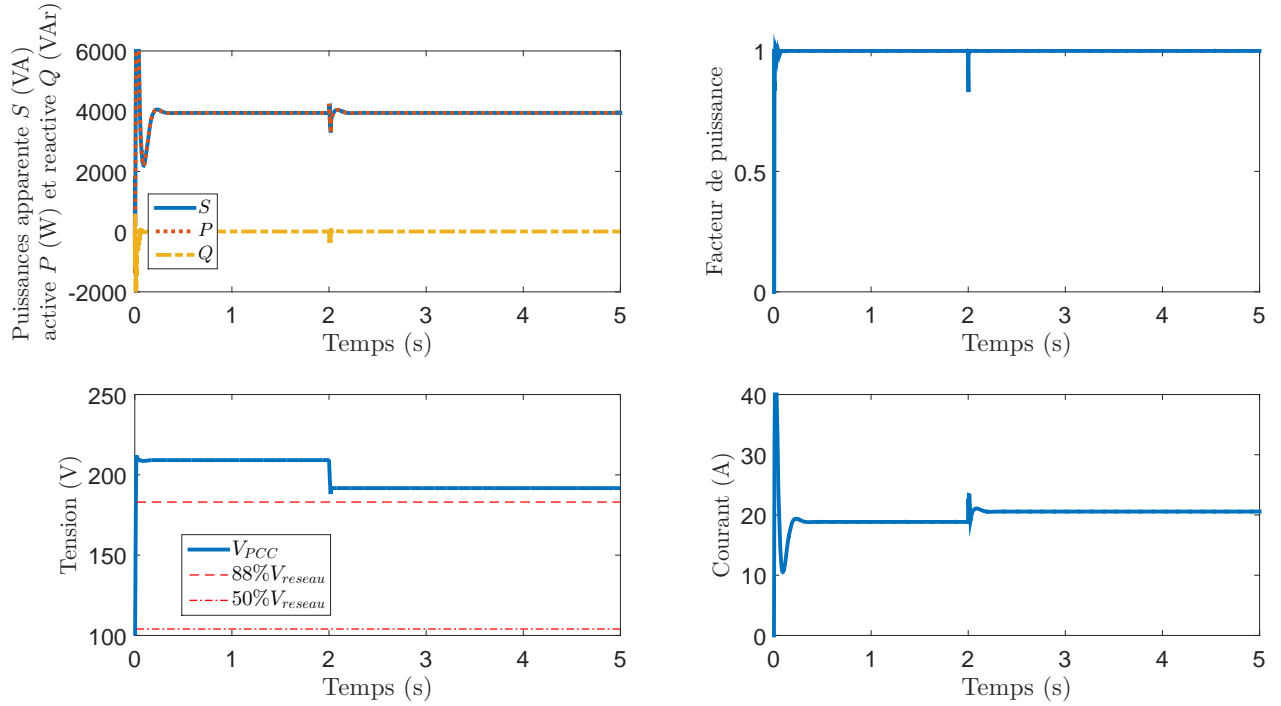 Puissances apparente S (VA)
active P (W) et reactive Q (VAr)
6000
4000
2000
0
-2000
S
P
Q
0 1 2 3 4 5
Temps (s)
Facteur de puissance
1
0.5
0
0 1 2 3 4 5
Temps (s)
Tension (V)
250
200
150
100
V_PCC
88%V_reseau
50%V_reseau
0 1 2 3 4 5
Temps (s)
Courant (A)
40
30
20
10
0
0 1 2 3 4 5
Temps (s)